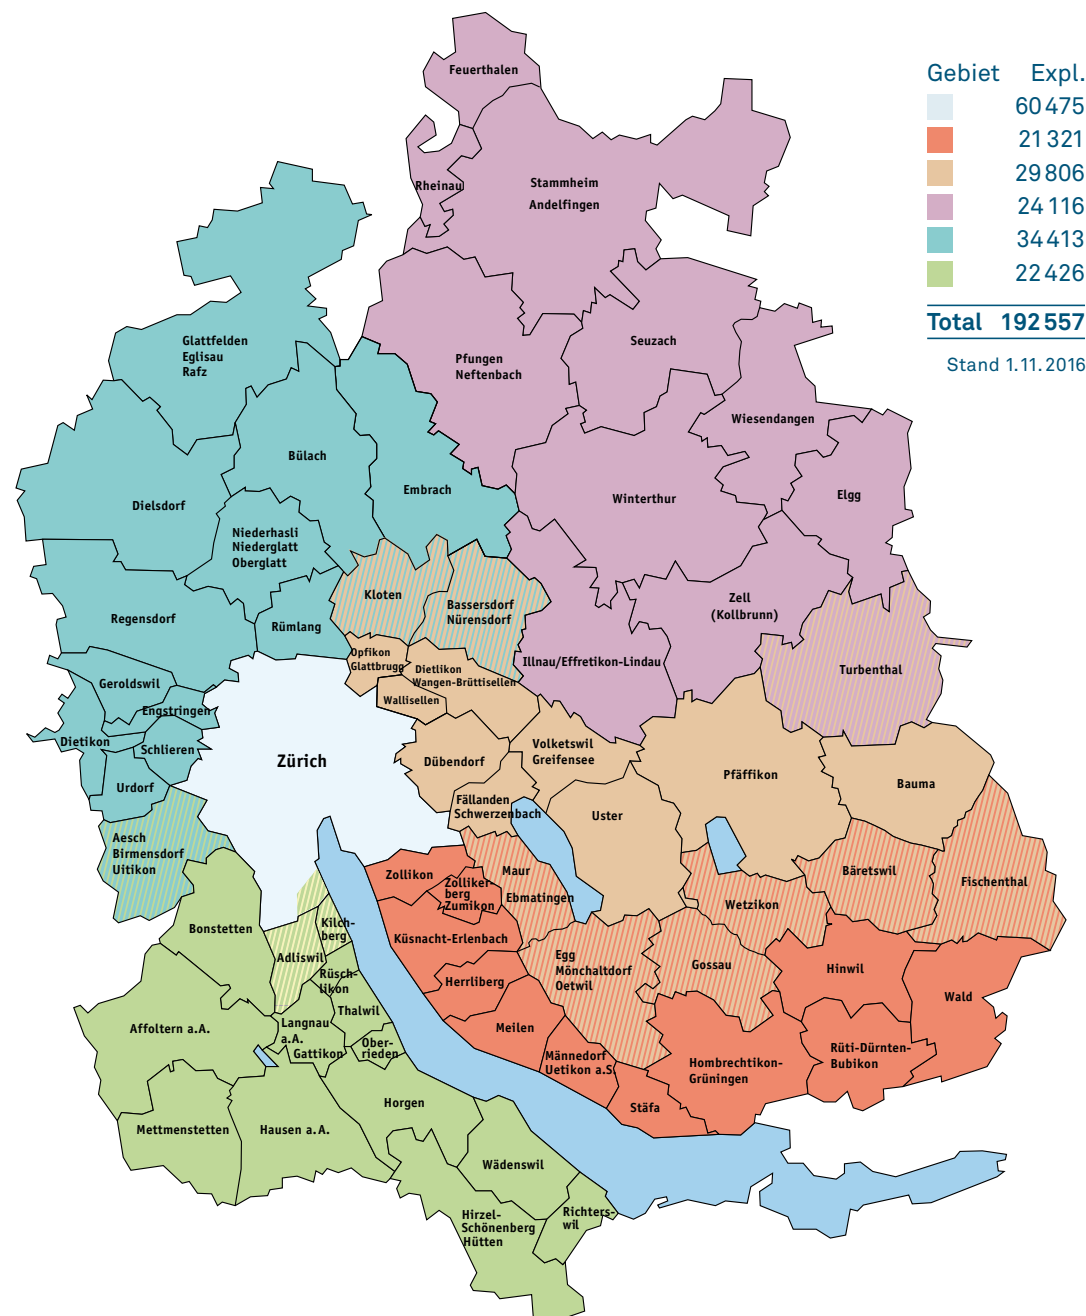 Gebiet Expl.
60 475
21 321
29 806
24 116
34 413
22 426
Total 192 557
Stand 1.11.2016
Feuerthalen
Rheinau
Stammheim
Andelfingen
Glattfelden
Eglisau
Rafz
Pfungen
Neftenbach
Seuzach
Wiesendangen
Bülach
Embrach
Winterthur
Elgg
Dielsdorf
Niederhasli
Niederglatt
Oberglatt
Kloten
Bassersdorf
Nürensdorf
Zell
(Kollbrunn)
Regensdorf
Rümlang
Opfikon
Glattbrugg
Dietlikon
Wangen-Brüttisellen
Illnau/Effretikon-Lindau
Turbenthal
Geroldswil
Engstringen
Wallisellen
Dietikon
Schlieren
Zürich
Dübendorf
Volketswil
Greifensee
Pfäffikon
Bauma
Urdorf
Fällanden
Schwerzenbach
Uster
Aesch
Birmensdorf
Uitikon
Zollikon
Zolliker-
berg
Zumikon
Maur
Ebmatingen
Wetzikon
Bäretswil
Fischenthal
Bonstetten
Kilch-
berg
Adliswil
Küsnacht-Erlenbach
Egg
Mönchaltdorf
Oetwil
Gossau
Hinwil
Wald
Rüsch-
likon
Herrliberg
Affoltern a.A.
Langnau
a.A.
Gattikon
Thalwil
Ober-
rieden
Meilen
Männedorf
Uetikon a.S
Hombrechtikon-
Grüningen
Rüti-Dürnten-
Bubikon
Stäfa
Mettmenstetten
Hausen a.A.
Horgen
Wädenswil
Hirzel-
Schönenberg
Hütten
Richters-
wil